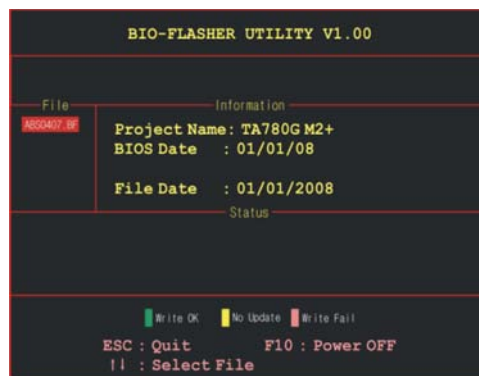 BIO-FLASHER UTILITY V1.00
File
Information
ABS0407.BF
Project Name: TA780G M2+
BIOS Date : 01/01/08
File Date : 01/01/2008
Status
Write OK No Update Write Fail
ESC : Quit F10 : Power OFF
↑↓ : Select File